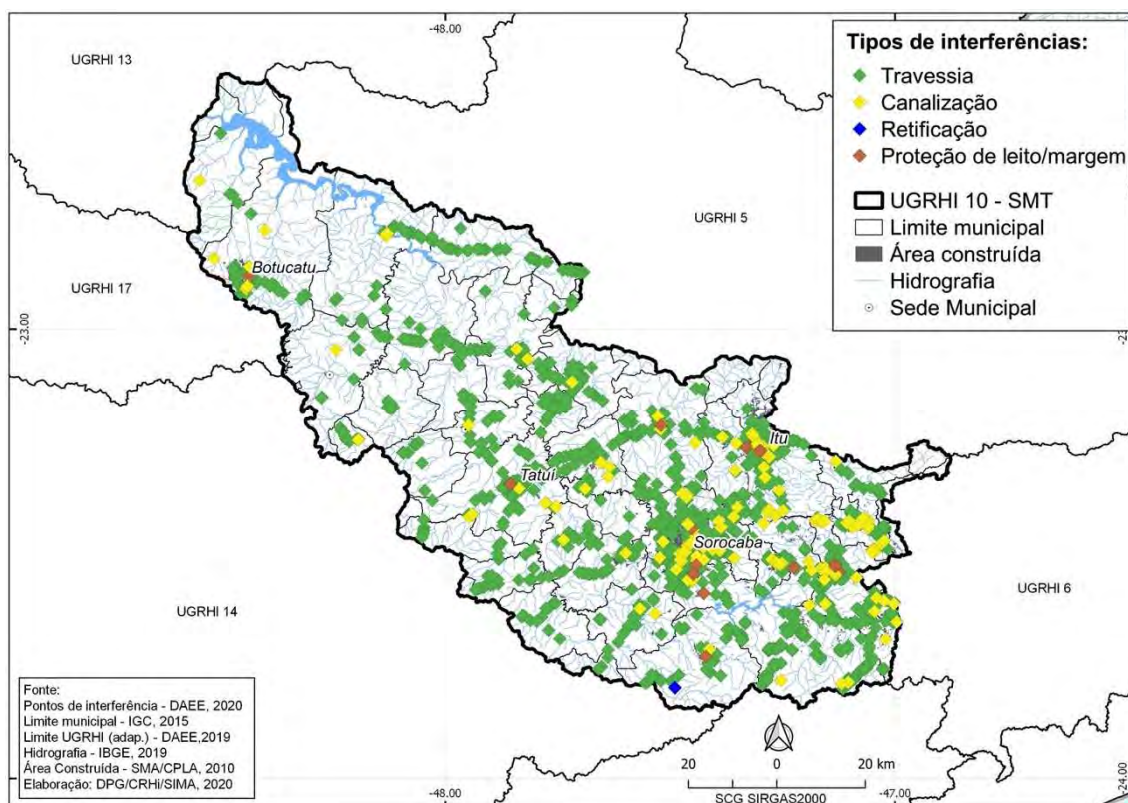 -48.00
UGRHI 13
Tipos de interferências:
Travessia
Canalização
Retificação
Proteção de leito/margem
UGRHI 10 - SMT
Limite municipal
Área construída
Hidrografia
Sede Municipal
UGRHI 5
Botucatu
UGRHI 17
-23.00
Itu
Tatuí
Sorocaba
UGRHI 6
UGRHI 14
Fonte:
Pontos de interferência - DAEE, 2020
Limite municipal - IGC, 2015
Limite UGRHI (adap.) - DAEE,2019
Hidrografia - IBGE, 2019
Área Construída - SMA/CPLA, 2010
Elaboração: DPG/CRHi/SIMA, 2020
20 0 20 km
SCG SIRGAS2000
-48.00
-47.00
-24.00